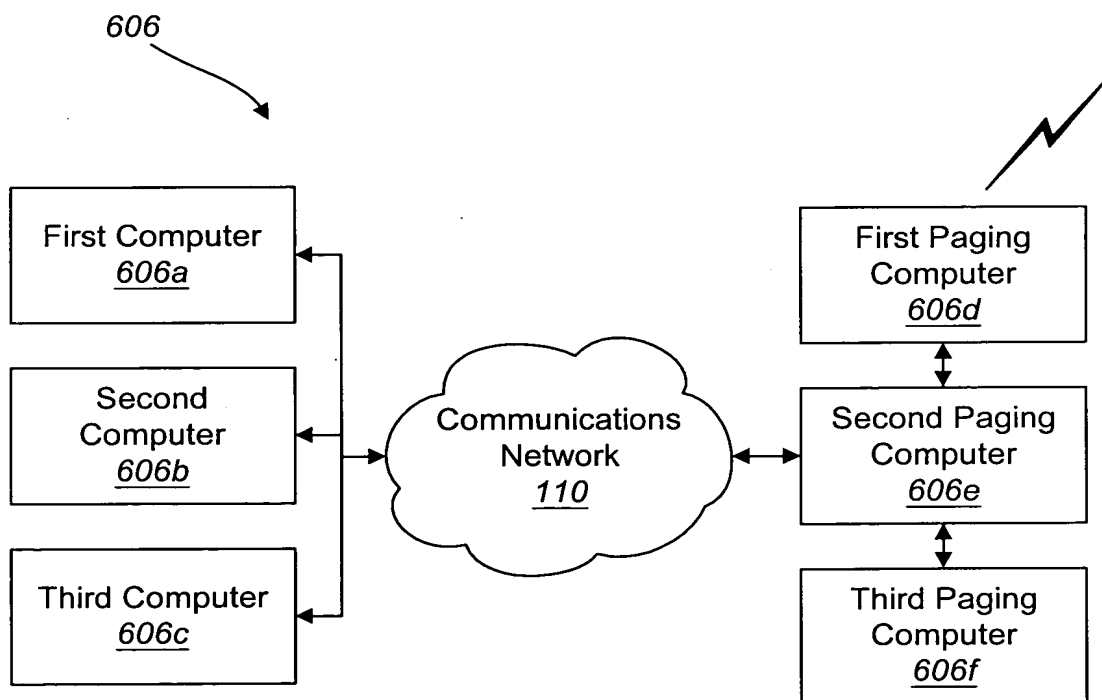 606
First Computer
606a
Second
Computer
606b
Third Computer
606c
Communications
Network
110
First Paging
Computer
606d
Second Paging
Computer
606e
Third Paging
Computer
606f